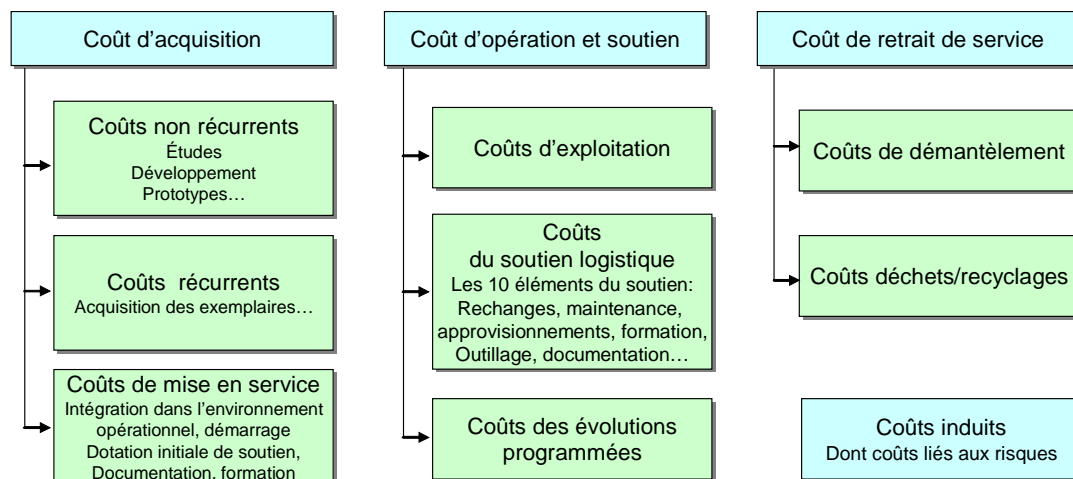 Coût d'acquisition
Coûts non récurrents
Études
Développement
Prototypes…
Coûts récurrents
Acquisition des exemplaires…
Coûts de mise en service
Intégration dans l'environnement
opérationnel, démarrage
Dotation initiale de soutien,
Documentation, formation
Coût d'opération et soutien
Coûts d'exploitation
Coûts
du soutien logistique
Les 10 éléments du soutien:
Rechanges, maintenance,
approvisionnements, formation,
Outillage, documentation…
Coûts des évolutions
programmées
Coût de retrait de service
Coûts de démantèlement
Coûts déchets/recyclages
Coûts induits
Dont coûts liés aux risques